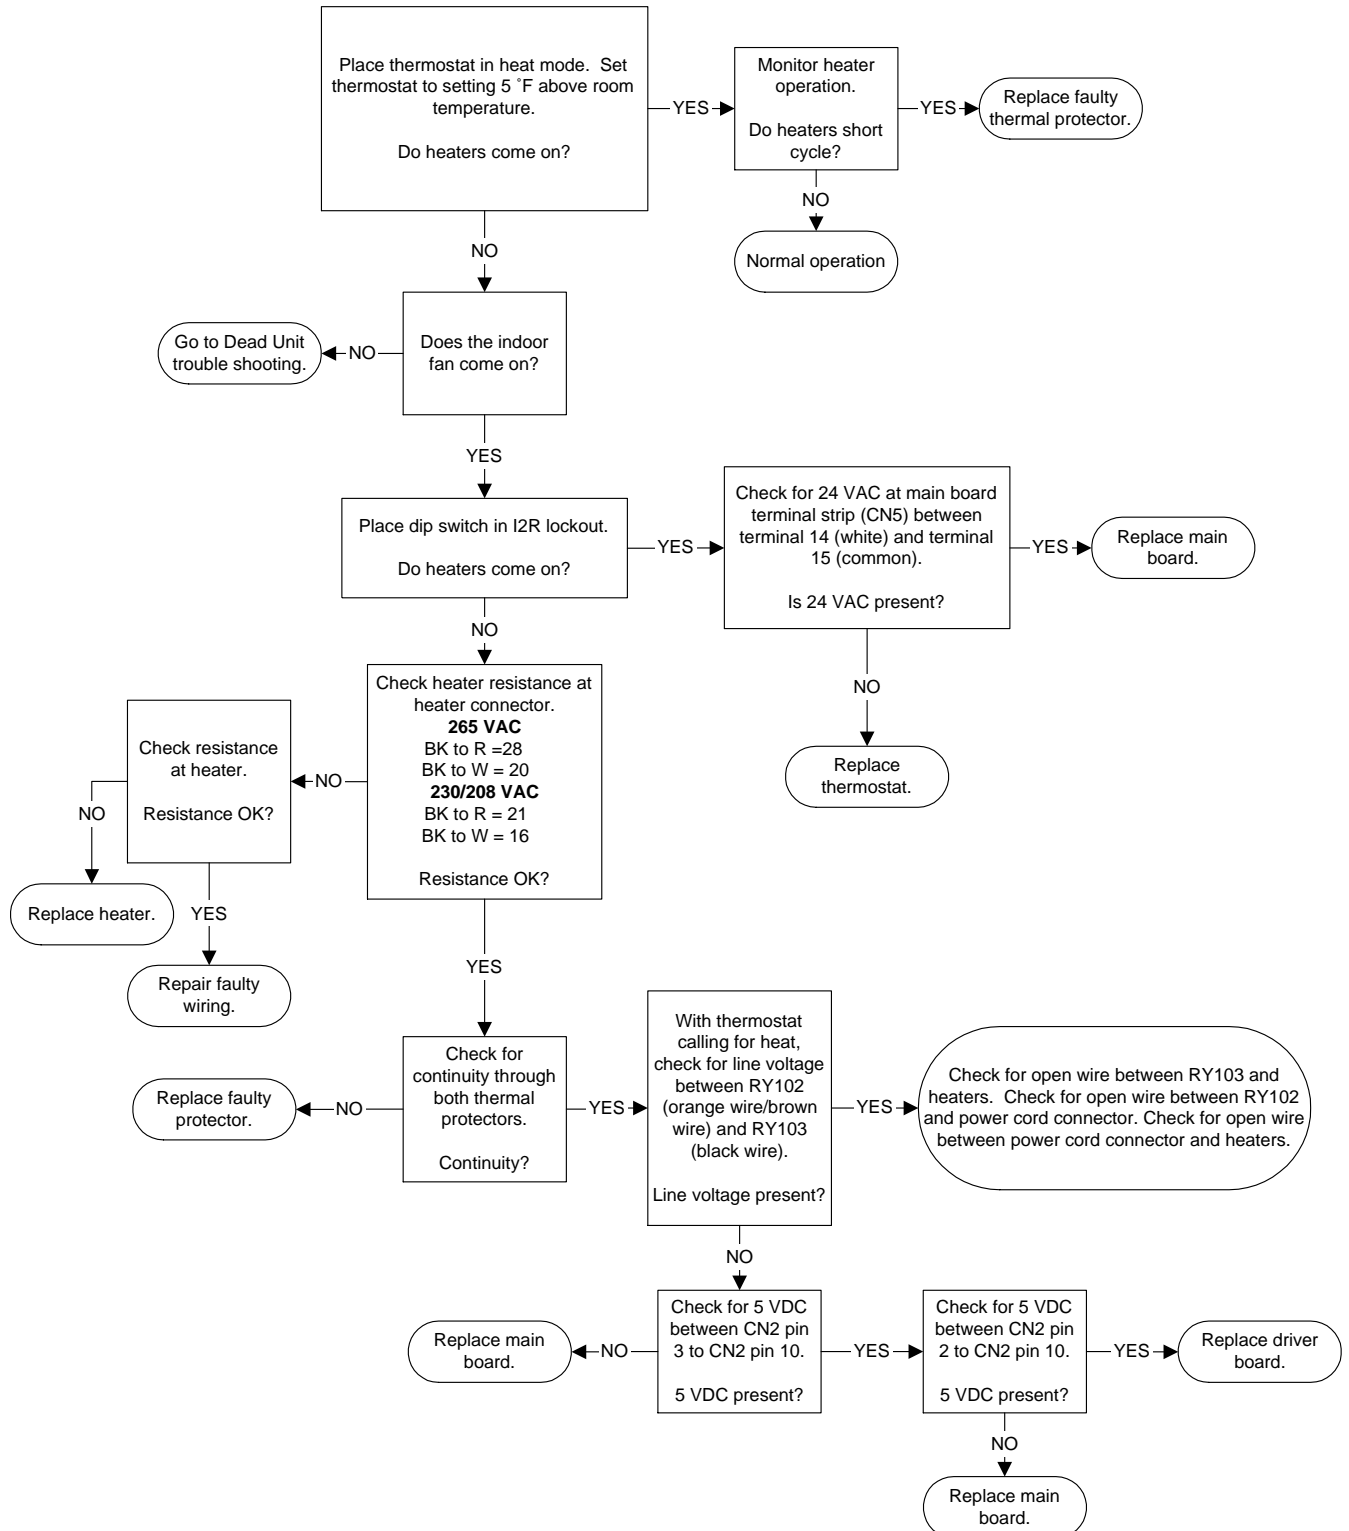 Place thermostat in heat mode. Set
thermostat to setting 5 ˚F above room
temperature.
Do heaters come on?
YES
Monitor heater
operation.
Do heaters short
cycle?
YES
Replace faulty
thermal protector.
NO
Normal operation
NO
Does the indoor
fan come on?
NO
Go to Dead Unit
trouble shooting.
YES
Place dip switch in I2R lockout.
Do heaters come on?
YES
Check for 24 VAC at main board
terminal strip (CN5) between
terminal 14 (white) and terminal
15 (common).
Is 24 VAC present?
YES
Replace main
board.
NO
Replace
thermostat.
NO
Check heater resistance at
heater connector.
265 VAC
BK to R =28
BK to W = 20
230/208 VAC
BK to R = 21
BK to W = 16
Resistance OK?
NO
Check resistance
at heater.
Resistance OK?
NO
Replace heater.
YES
Repair faulty
wiring.
YES
Check for
continuity through
both thermal
protectors.
Continuity?
NO
Replace faulty
protector.
YES
With thermostat
calling for heat,
check for line voltage
between RY102
(orange wire/brown
wire) and RY103
(black wire).
Line voltage present?
YES
Check for open wire between RY103 and
heaters. Check for open wire between RY102
and power cord connector. Check for open wire
between power cord connector and heaters.
NO
Check for 5 VDC
between CN2 pin
3 to CN2 pin 10.
5 VDC present?
NO
Replace main
board.
YES
Check for 5 VDC
between CN2 pin
2 to CN2 pin 10.
5 VDC present?
YES
Replace driver
board.
NO
Replace main
board.